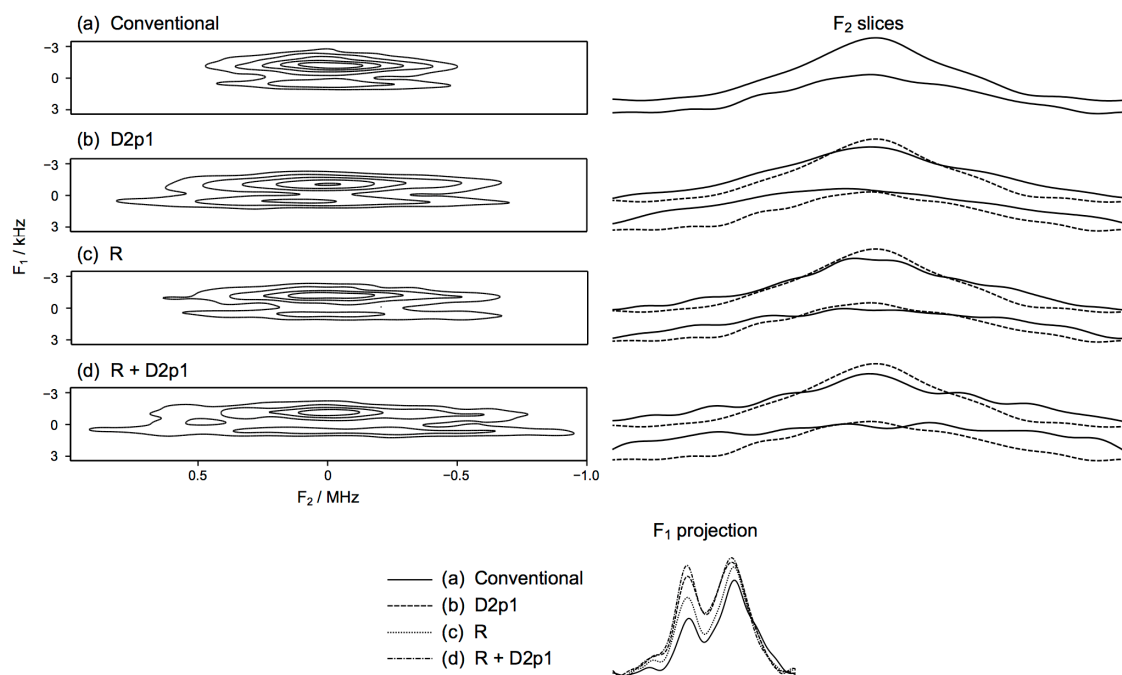 (a) Conventional
F₂ slices
−3
0
3
(b) D2p1
−3
0
3
(c) R
−3
0
3
(d) R + D2p1
−3
0
3
F₁ / kHz
0.5 0 −0.5 −1.0
F₂ / MHz
F₁ projection
(a) Conventional
(b) D2p1
(c) R
(d) R + D2p1